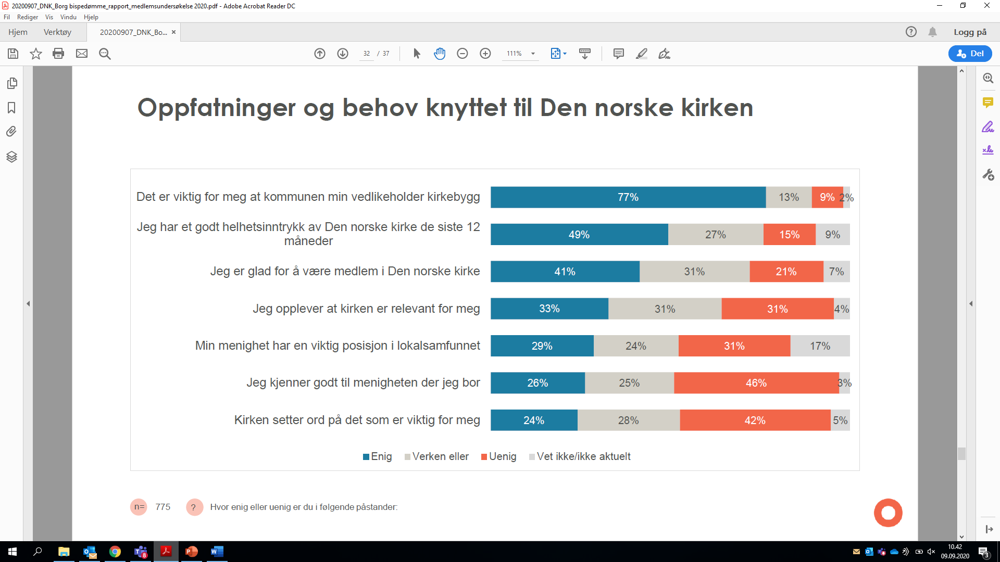 20200907_DNK_Borg bispedømme_rapport_medlemsundersøkelse 2020.pdf - Adobe Acrobat Reader DC
Fil Rediger Vis Vindu Hjelp
Hjem Verktøy 20200907_DNK_Bo... × ? Logg på
32 / 37 111% Del
Oppfatninger og behov knyttet til Den norske kirken
Det er viktig for meg at kommunen min vedlikeholder kirkebygg 77% 13% 9% 2%
Jeg har et godt helhetsinntrykk av Den norske kirke de siste 12
måneder 49% 27% 15% 9%
Jeg er glad for å være medlem i Den norske kirke 41% 31% 21% 7%
Jeg opplever at kirken er relevant for meg 33% 31% 31% 4%
Min menighet har en viktig posisjon i lokalsamfunnet 29% 24% 31% 17%
Jeg kjenner godt til menigheten der jeg bor 26% 25% 46% 3%
Kirken setter ord på det som er viktig for meg 24% 28% 42% 5%
Enig Verken eller Uenig Vet ikke/ikke aktuelt
n= 775 ? Hvor enig eller uenig er du i følgende påstander:
10.42
09.09.2020
8
3